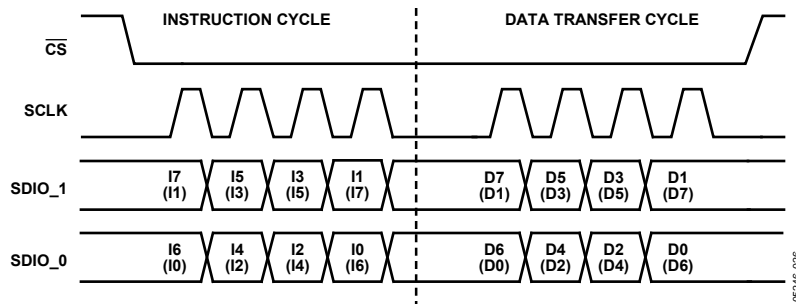 INSTRUCTION CYCLE DATA TRANSFER CYCLE
CS
SCLK
SDIO_1 I7 I5 I3 I1 D7 D5 D3 D1
(I1) (I3) (I5) (I7) (D1) (D3) (D5) (D7)
SDIO_0 I6 I4 I2 I0 D6 D4 D2 D0
(I0) (I2) (I4) (I6) (D0) (D2) (D4) (D6)